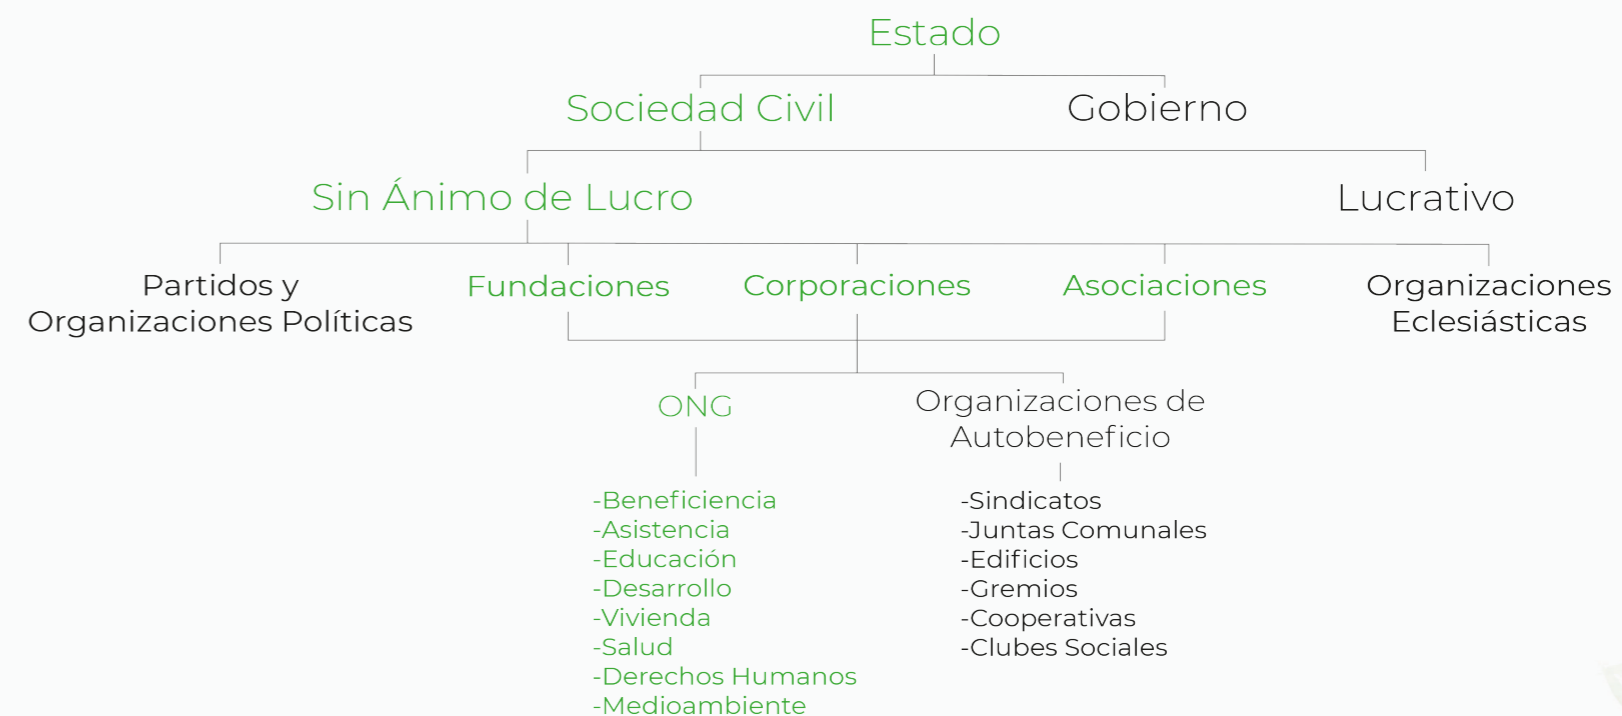 Estado
Sociedad Civil
Gobierno
Sin Ánimo de Lucro
Lucrativo
Partidos y
Organizaciones Políticas
Fundaciones
Corporaciones
Asociaciones
Organizaciones
Eclesiásticas
ONG
Organizaciones de
Autobeneficio
-Beneficiencia
-Asistencia
-Educación
-Desarrollo
-Vivienda
-Salud
-Derechos Humanos
-Medioambiente
-Sindicatos
-Juntas Comunales
-Edificios
-Gremios
-Cooperativas
-Clubes Sociales